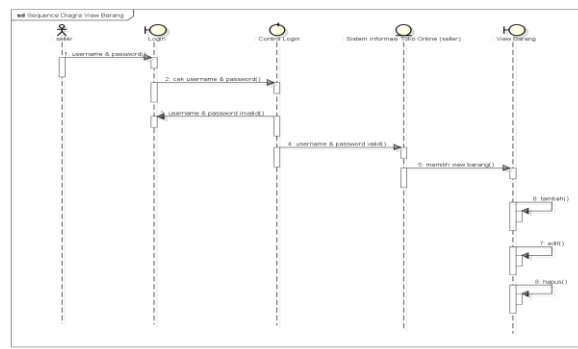 sd Sequence Diagra View Barang
: seller
: Login
: Control Login
: Sistem Informasi Toko Online (seller)
: View Barang
1: username & password()
2: cek username & password()
3: username & password invalid()
4: username & password valid()
5: memilih view barang()
6: tambah()
7: edit()
8: hapus()